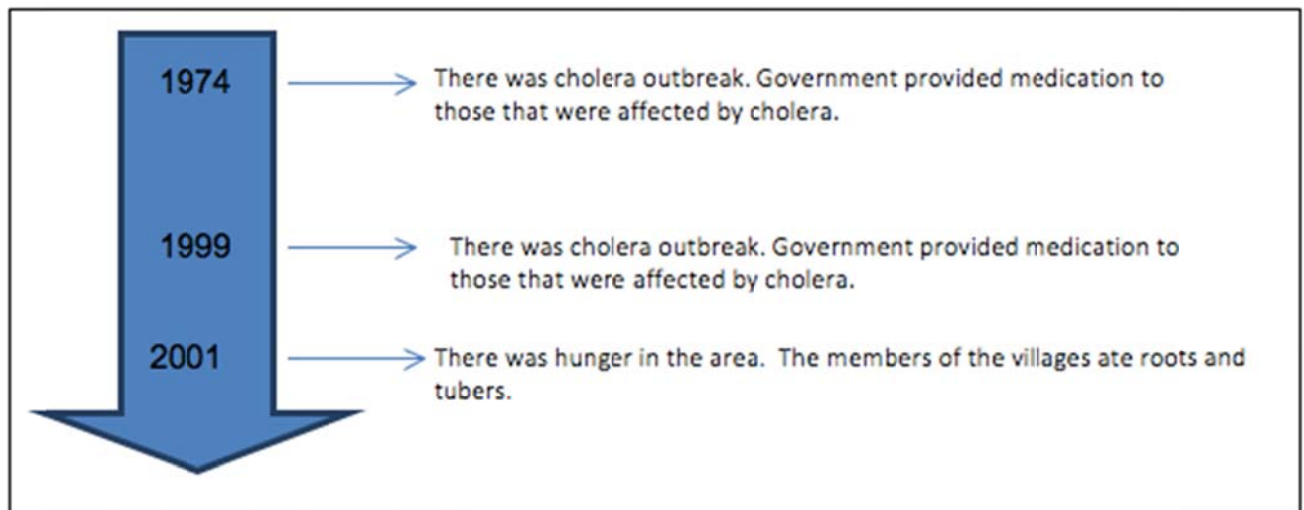 1974
There was cholera outbreak. Government provided medication to
those that were affected by cholera.
1999
There was cholera outbreak. Government provided medication to
those that were affected by cholera.
2001
There was hunger in the area. The members of the villages ate roots and
tubers.